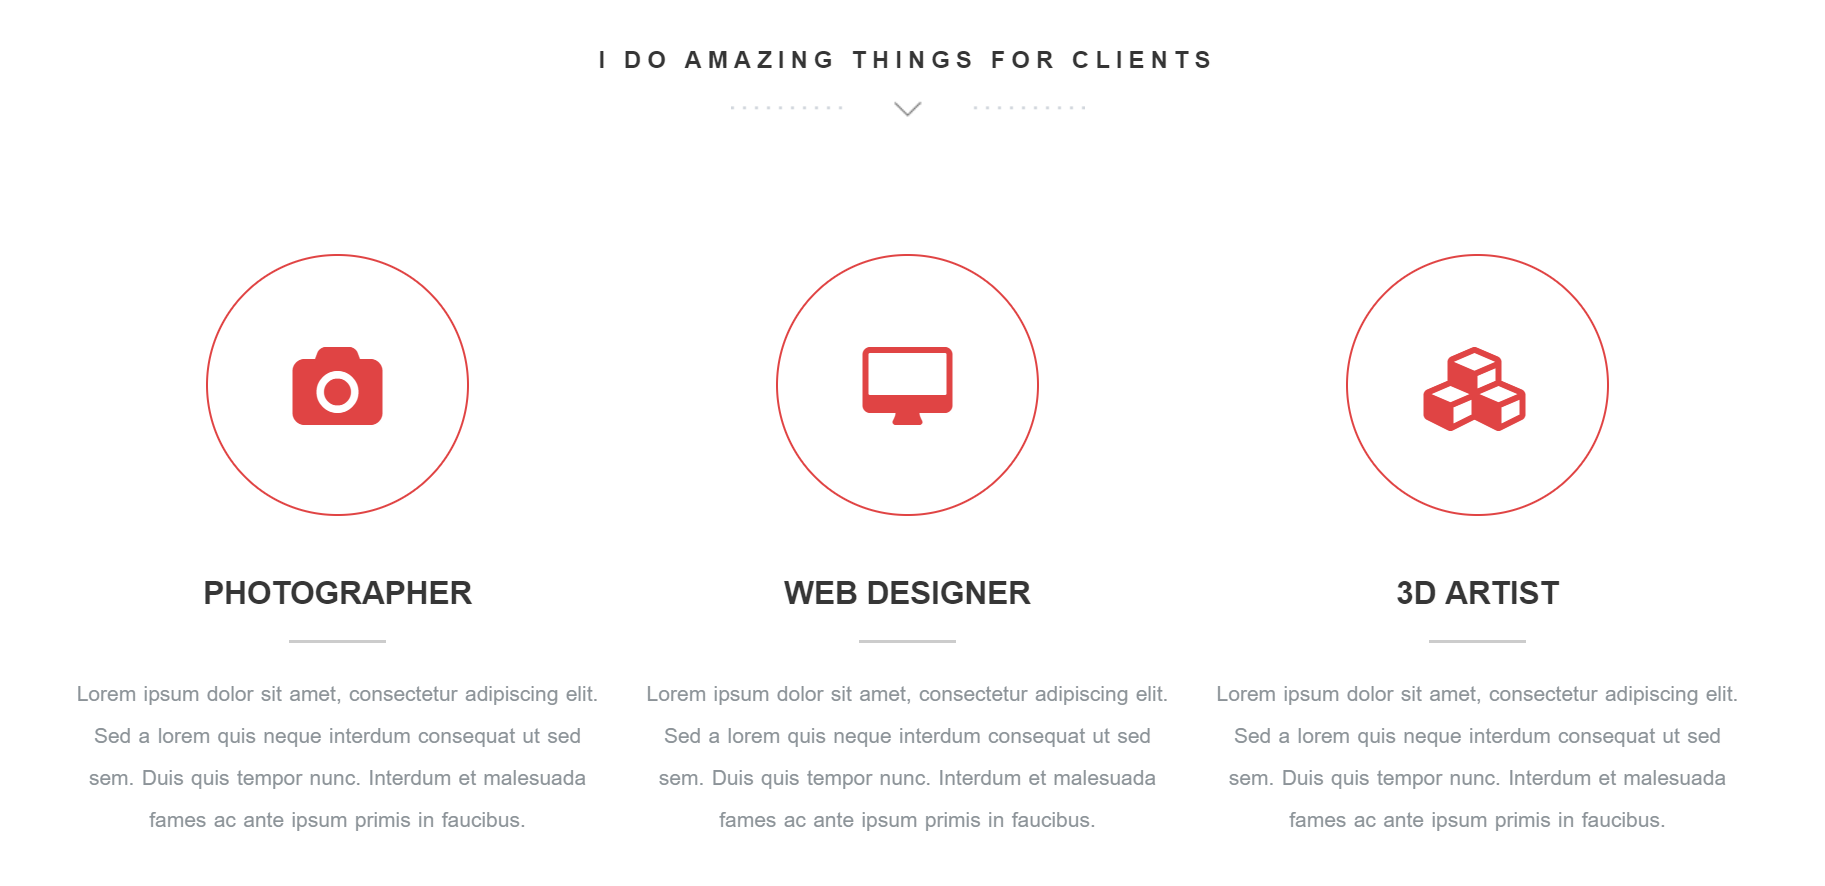 I DO AMAZING THINGS FOR CLIENTS
PHOTOGRAPHER
Lorem ipsum dolor sit amet, consectetur adipiscing elit.
Sed a lorem quis neque interdum consequat ut sed
sem. Duis quis tempor nunc. Interdum et malesuada
fames ac ante ipsum primis in faucibus.
WEB DESIGNER
Lorem ipsum dolor sit amet, consectetur adipiscing elit.
Sed a lorem quis neque interdum consequat ut sed
sem. Duis quis tempor nunc. Interdum et malesuada
fames ac ante ipsum primis in faucibus.
3D ARTIST
Lorem ipsum dolor sit amet, consectetur adipiscing elit.
Sed a lorem quis neque interdum consequat ut sed
sem. Duis quis tempor nunc. Interdum et malesuada
fames ac ante ipsum primis in faucibus.